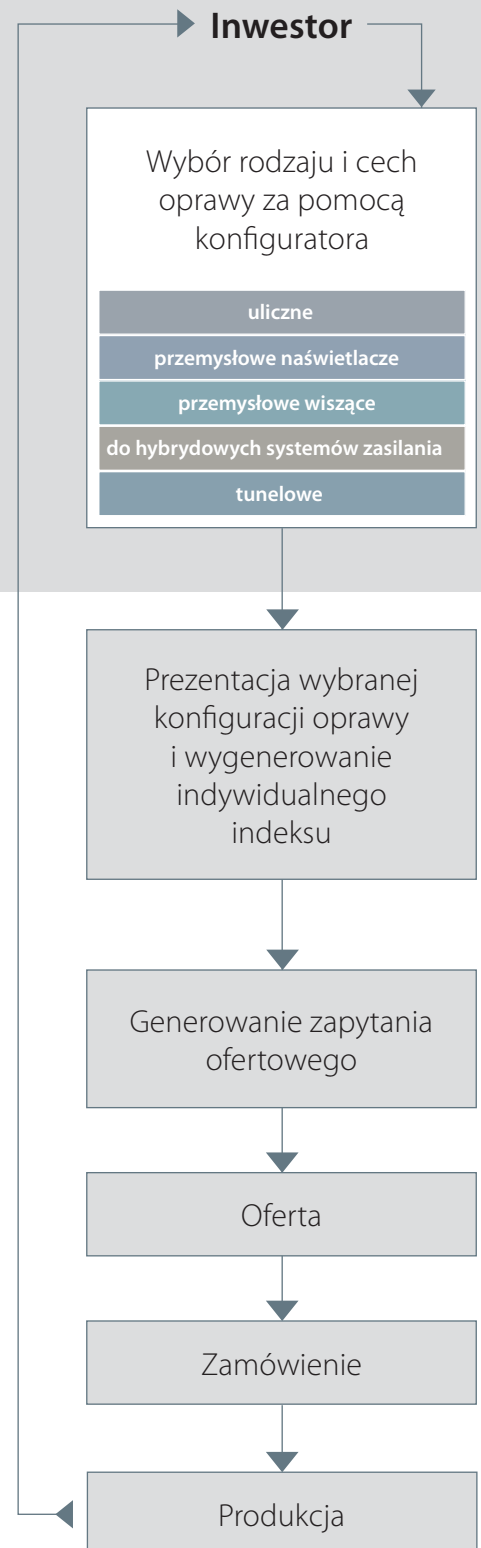 Inwestor
Wybór rodzaju i cech
oprawy za pomocą
konfiguratora
uliczne
przemysłowe naświetlacze
przemysłowe wiszące
do hybrydowych systemów zasilania
tunelowe
Prezentacja wybranej
konfiguracji oprawy
i wygenerowanie
indywidualnego
indeksu
Generowanie zapytania
ofertowego
Oferta
Zamówienie
Produkcja